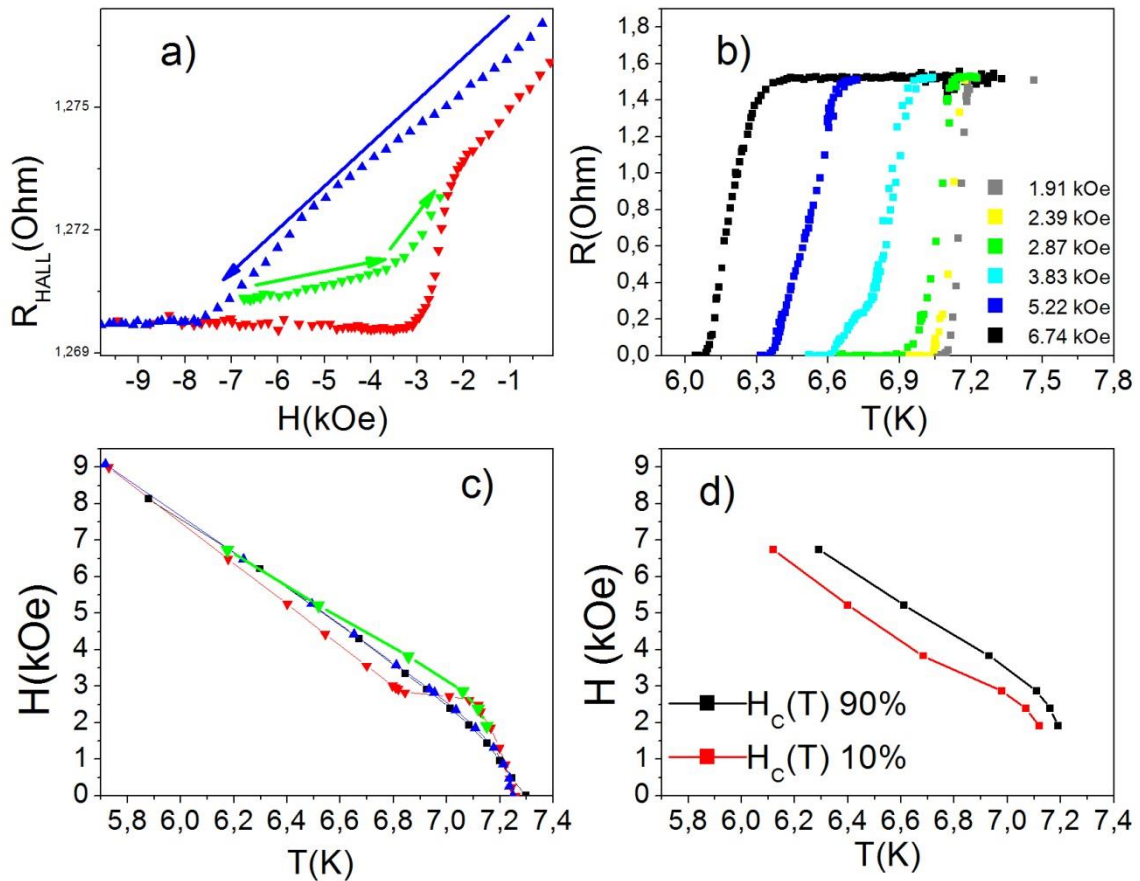 a)
1,275
1,272
1,269
R_HALL(Ohm)
-9 -8 -7 -6 -5 -4 -3 -2 -1
H(kOe)
b)
1,8
1,6
1,4
1,2
1,0
0,8
0,6
0,4
0,2
0,0
R(Ohm)
1.91 kOe
2.39 kOe
2.87 kOe
3.83 kOe
5.22 kOe
6.74 kOe
6,0 6,3 6,6 6,9 7,2 7,5 7,8
T(K)
c)
9
8
7
6
5
4
3
2
1
0
H(kOe)
5,8 6,0 6,2 6,4 6,6 6,8 7,0 7,2 7,4
T(K)
d)
9
8
7
6
5
4
3
2
1
0
H (kOe)
H_C(T) 90%
H_C(T) 10%
5,8 6,0 6,2 6,4 6,6 6,8 7,0 7,2 7,4
T(K)